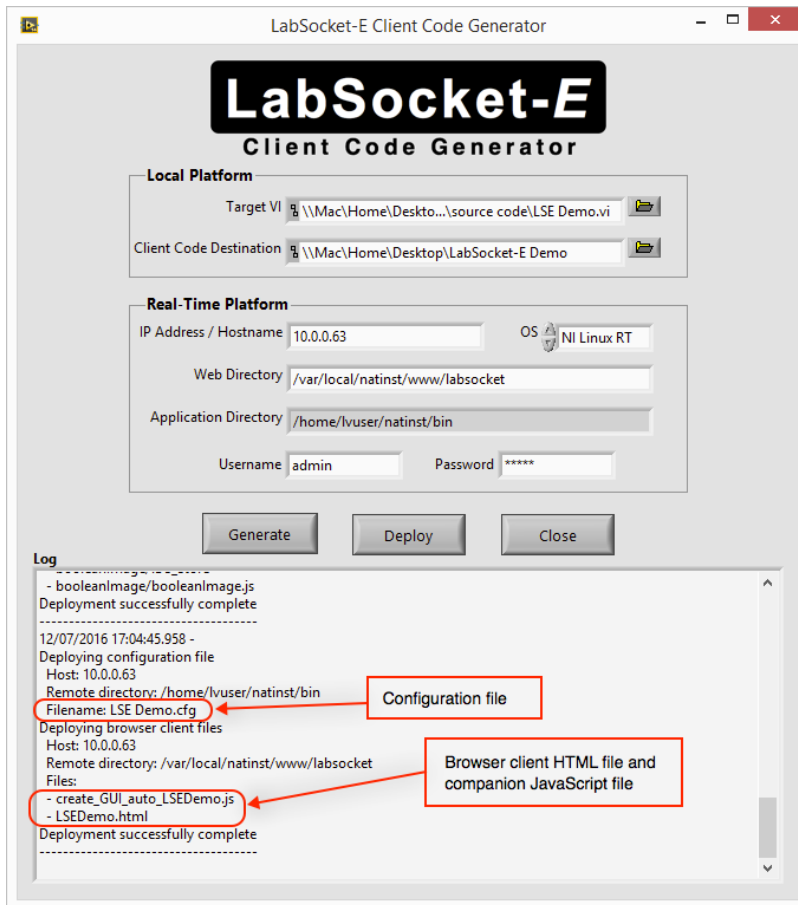 LabSocket-E Client Code Generator
LabSocket-E
Client Code Generator
Local Platform
Target VI \\Mac\Home\Deskto...\source code\LSE Demo.vi
Client Code Destination \\Mac\Home\Desktop\LabSocket-E Demo
Real-Time Platform
IP Address / Hostname 10.0.0.63 OS NI Linux RT
Web Directory /var/local/natinst/www/labsocket
Application Directory /home/lvuser/natinst/bin
Username admin Password *****
Generate Deploy Close
Log
- booleanImage/booleanImage.js
Deployment successfully complete
-------------------------------------
12/07/2016 17:04:45.958 -
Deploying configuration file
Host: 10.0.0.63
Remote directory: /home/lvuser/natinst/bin
Filename: LSE Demo.cfg
Configuration file
Deploying browser client files
Host: 10.0.0.63
Remote directory: /var/local/natinst/www/labsocket
Files:
- create_GUI_auto_LSEDemo.js
- LSEDemo.html
Browser client HTML file and
companion JavaScript file
Deployment successfully complete
-------------------------------------